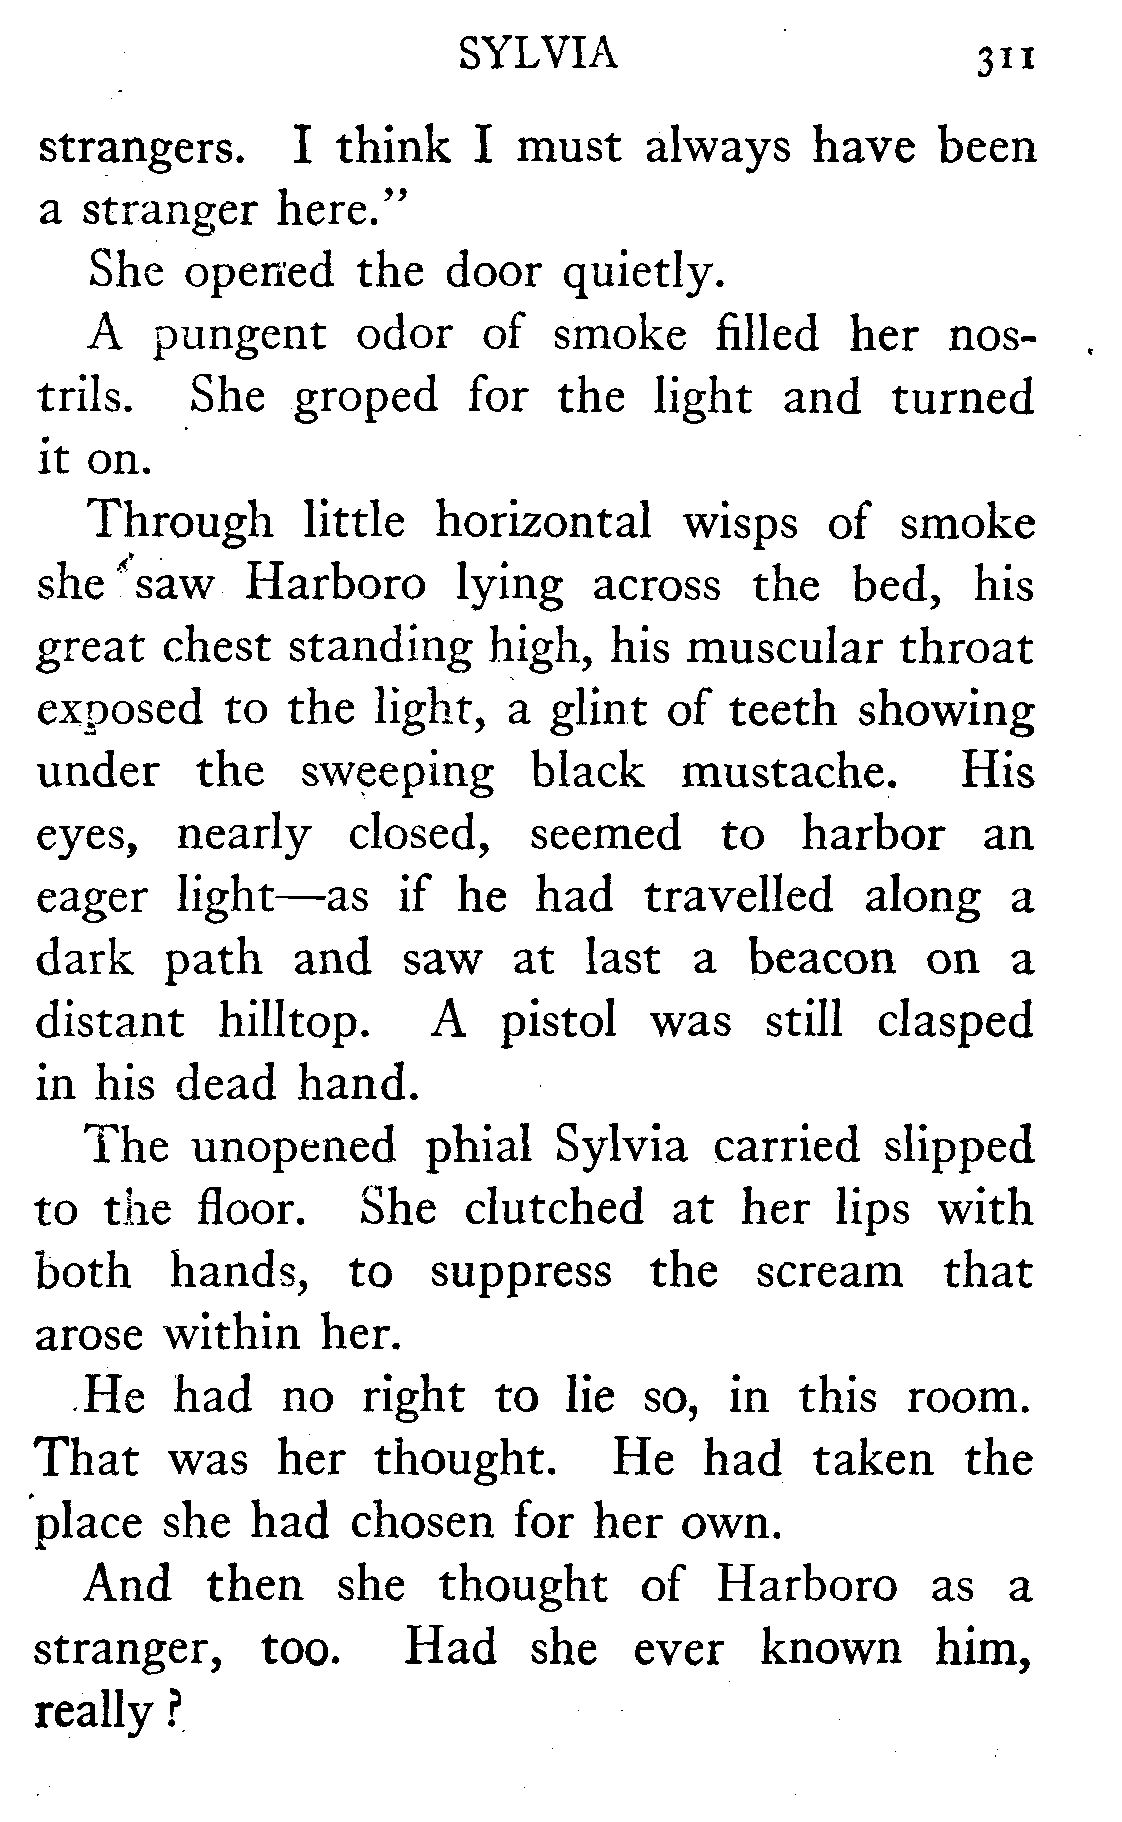 SYLVIA 311
strangers. I think I must always have been
a stranger here."
She opened the door quietly.
A pungent odor of smoke filled her nos-
trils. She groped for the light and turned
it on.
Through little horizontal wisps of smoke
she saw Harboro lying across the bed, his
great chest standing high, his muscular throat
exposed to the light, a glint of teeth showing
under the sweeping black mustache. His
eyes, nearly closed, seemed to harbor an
eager light—as if he had travelled along a
dark path and saw at last a beacon on a
distant hilltop. A pistol was still clasped
in his dead hand.
The unopened phial Sylvia carried slipped
to the floor. She clutched at her lips with
both hands, to suppress the scream that
arose within her.
He had no right to lie so, in this room.
That was her thought. He had taken the
place she had chosen for her own.
And then she thought of Harboro as a
stranger, too. Had she ever known him,
really?